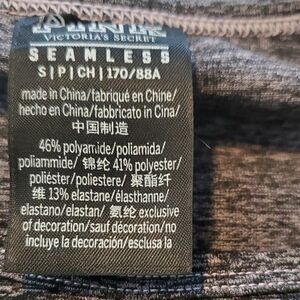 VICTORIA'S SECRET
SEAMLESS
S|P|CH|170/88A
made in China/fabriqué en Chine/
hecho en China/fabbricato in Cina/
中国制造
46% polyamide/poliamida/
poliammide/ 锦纶 41% polyester/
poliéster/poliestere/ 聚酯纤
维 13% elastane/élasthanne/
elastano/elastan/ 氨纶 exclusive
of decoration/sauf décoration/no
incluye la decoración/esclusa la